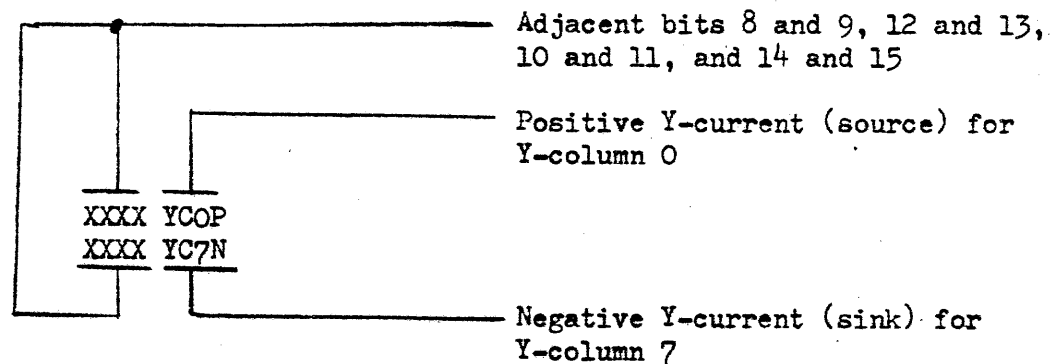 Adjacent bits 8 and 9, 12 and 13,
10 and 11, and 14 and 15
Positive Y-current (source) for
Y-column 0
XXXX YCOP
XXXX YC7N
Negative Y-current (sink) for
Y-column 7